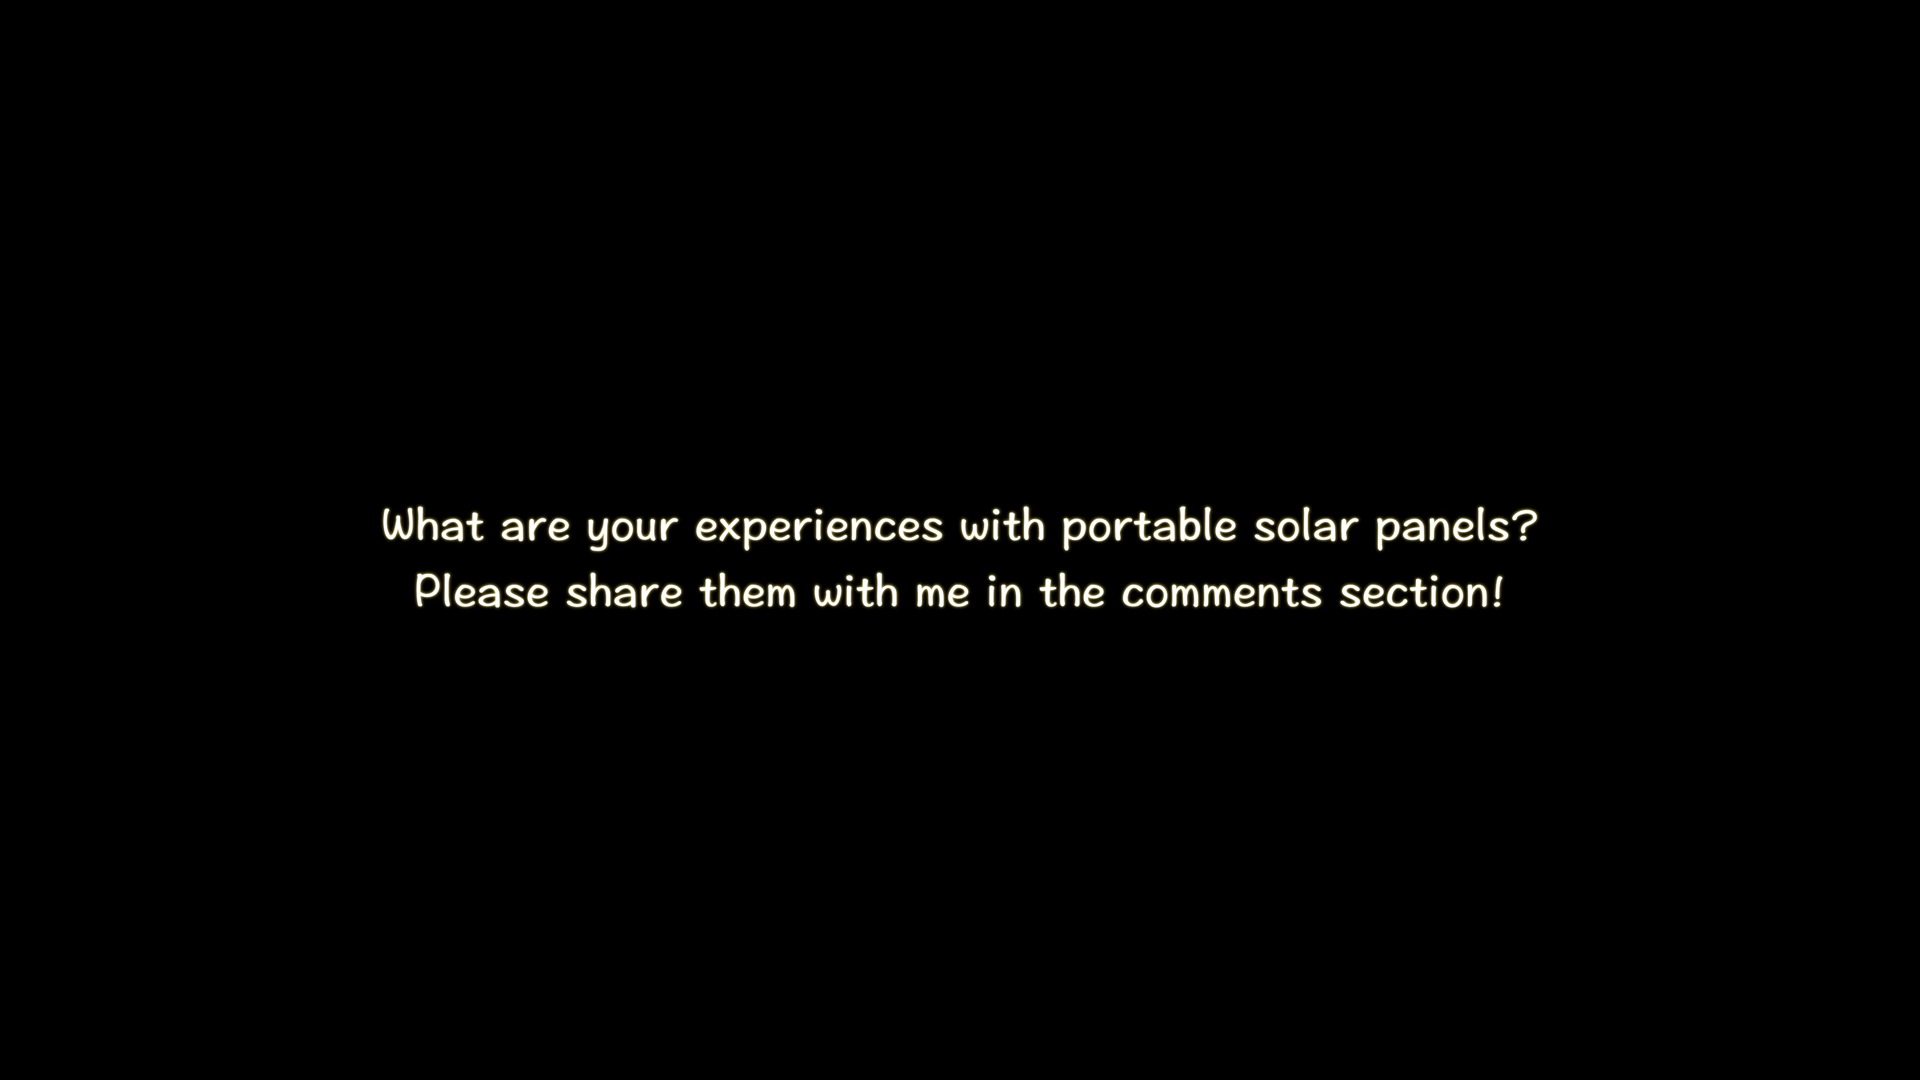 What are your experiences with portable solar panels?
Please share them with me in the comments section!